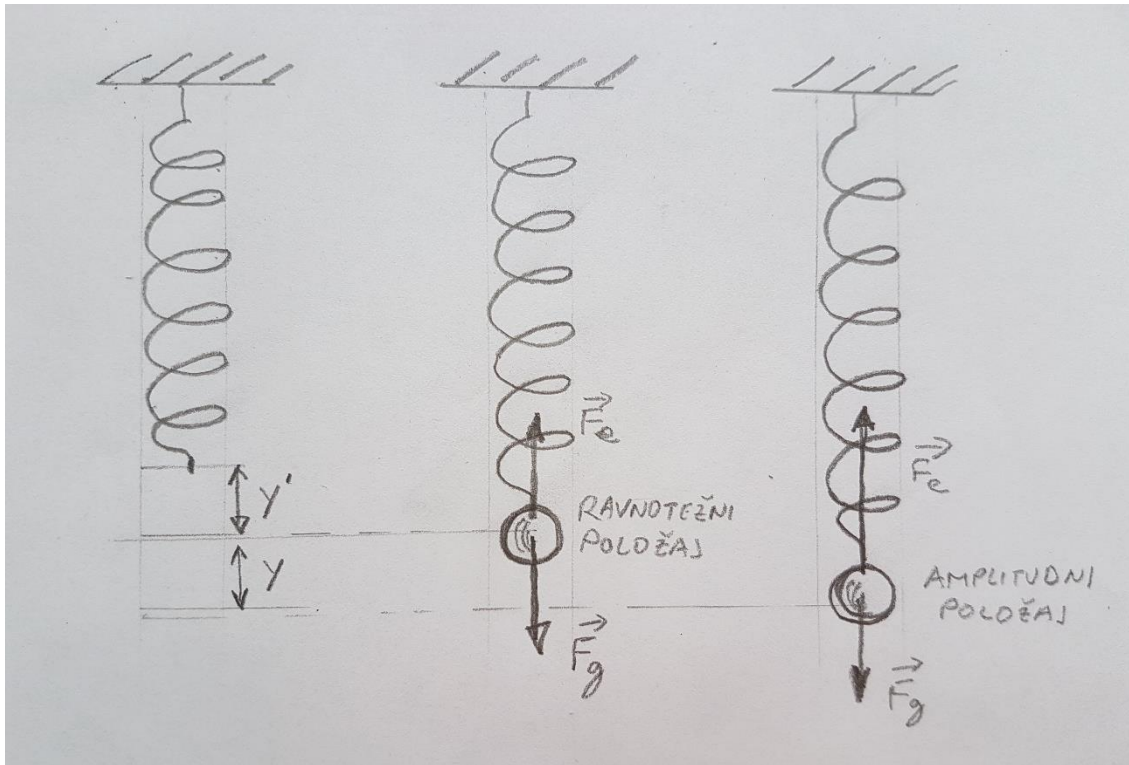 y'
y
F⃗e
RAVNOTEŽNI
POLOŽAJ
F⃗g
F⃗e
AMPLITUDNI
POLOŽAJ
F⃗g